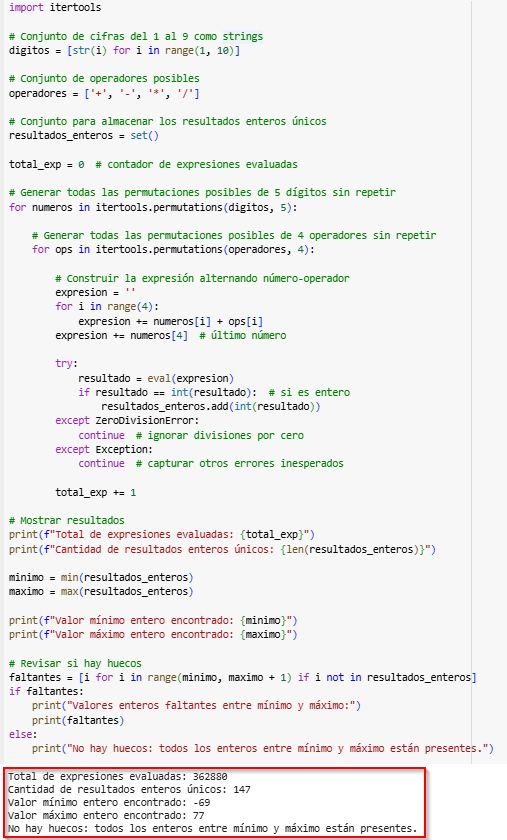 import itertools
# Conjunto de cifras del 1 al 9 como strings
digitos = [str(i) for i in range(1, 10)]
# Conjunto de operadores posibles
operadores = ['+', '-', '*', '/']
# Conjunto para almacenar los resultados enteros únicos
resultados_enteros = set()
total_exp = 0  # contador de expresiones evaluadas
# Generar todas las permutaciones posibles de 5 dígitos sin repetir
for numeros in itertools.permutations(digitos, 5):
    # Generar todas las permutaciones posibles de 4 operadores sin repetir
    for ops in itertools.permutations(operadores, 4):
        # Construir la expresión alternando número-operador
        expresion = ''
        for i in range(4):
            expresion += numeros[i] + ops[i]
        expresion += numeros[4]  # último número
        try:
            resultado = eval(expresion)
            if resultado == int(resultado):  # si es entero
                resultados_enteros.add(int(resultado))
        except ZeroDivisionError:
            continue  # ignorar divisiones por cero
        except Exception:
            continue  # capturar otros errores inesperados
        total_exp += 1
# Mostrar resultados
print(f"Total de expresiones evaluadas: {total_exp}")
print(f"Cantidad de resultados enteros únicos: {len(resultados_enteros)}")
minimo = min(resultados_enteros)
maximo = max(resultados_enteros)
print(f"Valor mínimo entero encontrado: {minimo}")
print(f"Valor máximo entero encontrado: {maximo}")
# Revisar si hay huecos
faltantes = [i for i in range(minimo, maximo + 1) if i not in resultados_enteros]
if faltantes:
    print("Valores enteros faltantes entre mínimo y máximo:")
    print(faltantes)
else:
    print("No hay huecos: todos los enteros entre mínimo y máximo están presentes.")
Total de expresiones evaluadas: 362880
Cantidad de resultados enteros únicos: 147
Valor mínimo entero encontrado: -69
Valor máximo entero encontrado: 77
No hay huecos: todos los enteros entre mínimo y máximo están presentes.